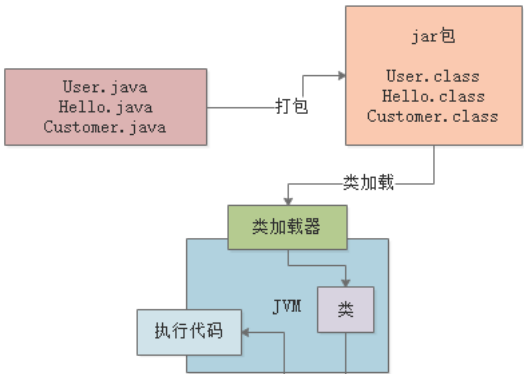 User.java
Hello.java
Customer.java
打包
jar包
User.class
Hello.class
Customer.class
类加载
类加载器
JVM
类
执行代码